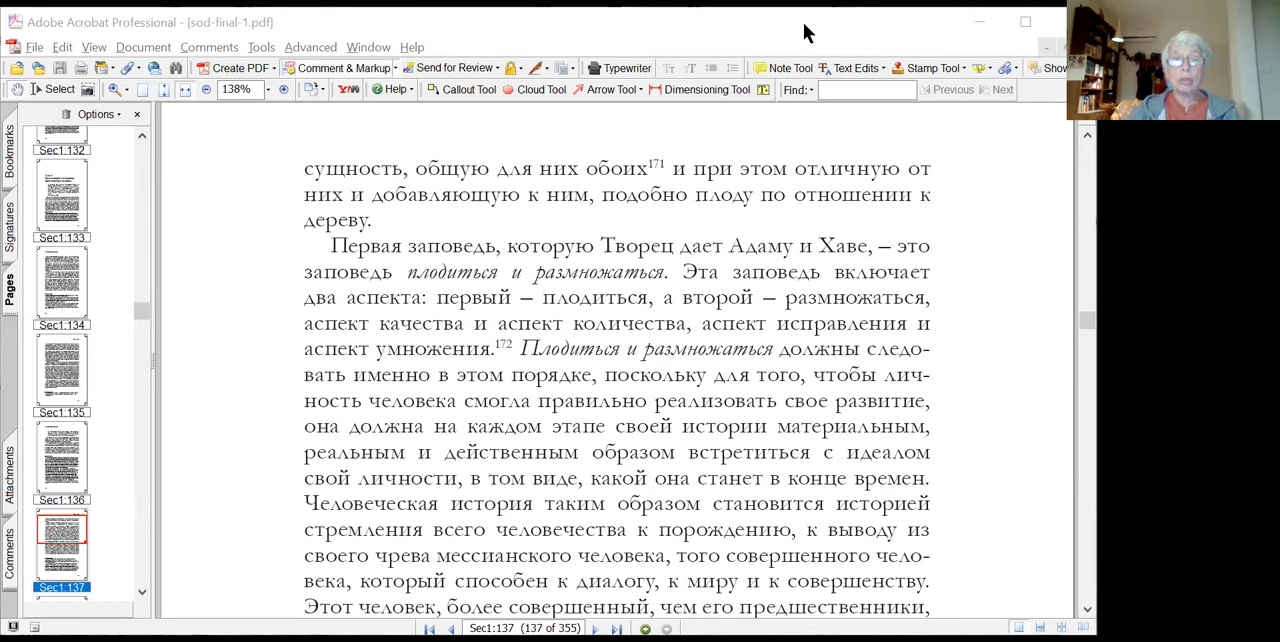 Adobe Acrobat Professional - [sod-final-1.pdf]
File Edit View Document Comments Tools Advanced Window Help
Create PDF Comment & Markup Send for Review Typewriter Note Tool Text Edits Stamp Tool Show
Select 138% Help Callout Tool Cloud Tool Arrow Tool Dimensioning Tool Find: Previous Next
Options
Bookmarks
Signatures
Pages
Attachments
Comments
Sec1:132
Sec1:133
Sec1:134
Sec1:135
Sec1:136
Sec1:137
сущность, общую для них обоих171 и при этом отличную от
них и добавляющую к ним, подобно плоду по отношении к
дереву.
Первая заповедь, которую Творец дает Адаму и Хаве, – это
заповедь плодиться и размножаться. Эта заповедь включает
два аспекта: первый – плодиться, а второй – размножаться,
аспект качества и аспект количества, аспект исправления и
аспект умножения.172 Плодиться и размножаться должны следо-
вать именно в этом порядке, поскольку для того, чтобы лич-
ность человека смогла правильно реализовать свое развитие,
она должна на каждом этапе своей истории материальным,
реальным и действенным образом встретиться с идеалом
свой личности, в том виде, какой она станет в конце времен.
Человеческая история таким образом становится историей
стремления всего человечества к порождению, к выводу из
своего чрева мессианского человека, того совершенного чело-
века, который способен к диалогу, к миру и к совершенству.
Этот человек, более совершенный, чем его предшественники,
Sec1:137 (137 of 355)